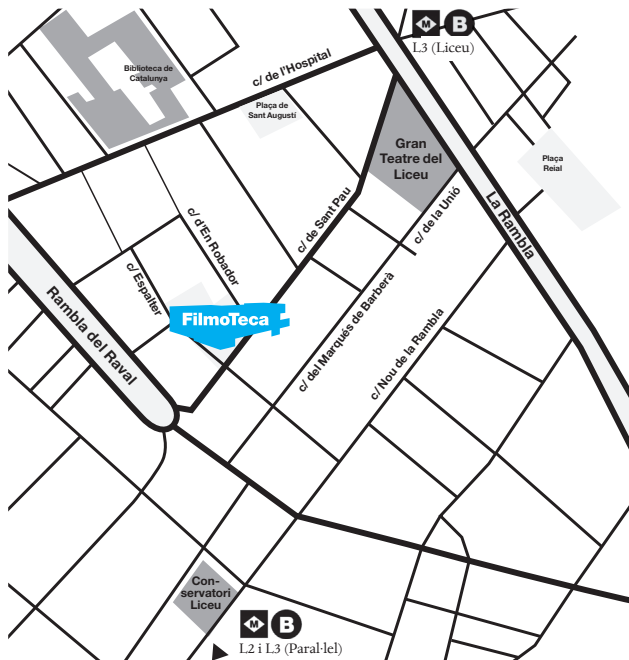 M B
L3 (Liceu)
Biblioteca de
Catalunya
c/ de l'Hospital
Plaça de
Sant Augustí
Gran
Teatre del
Liceu
Plaça
Reial
c/ de Sant Pau
c/ de la Unió
La Rambla
c/ d'En Robador
c/ Espalter
Rambla del Raval
FilmoTeca
c/ del Marqués de Barberà
c/ Nou de la Rambla
Con-
servatori
Liceu
M B
L2 i L3 (Paral·lel)